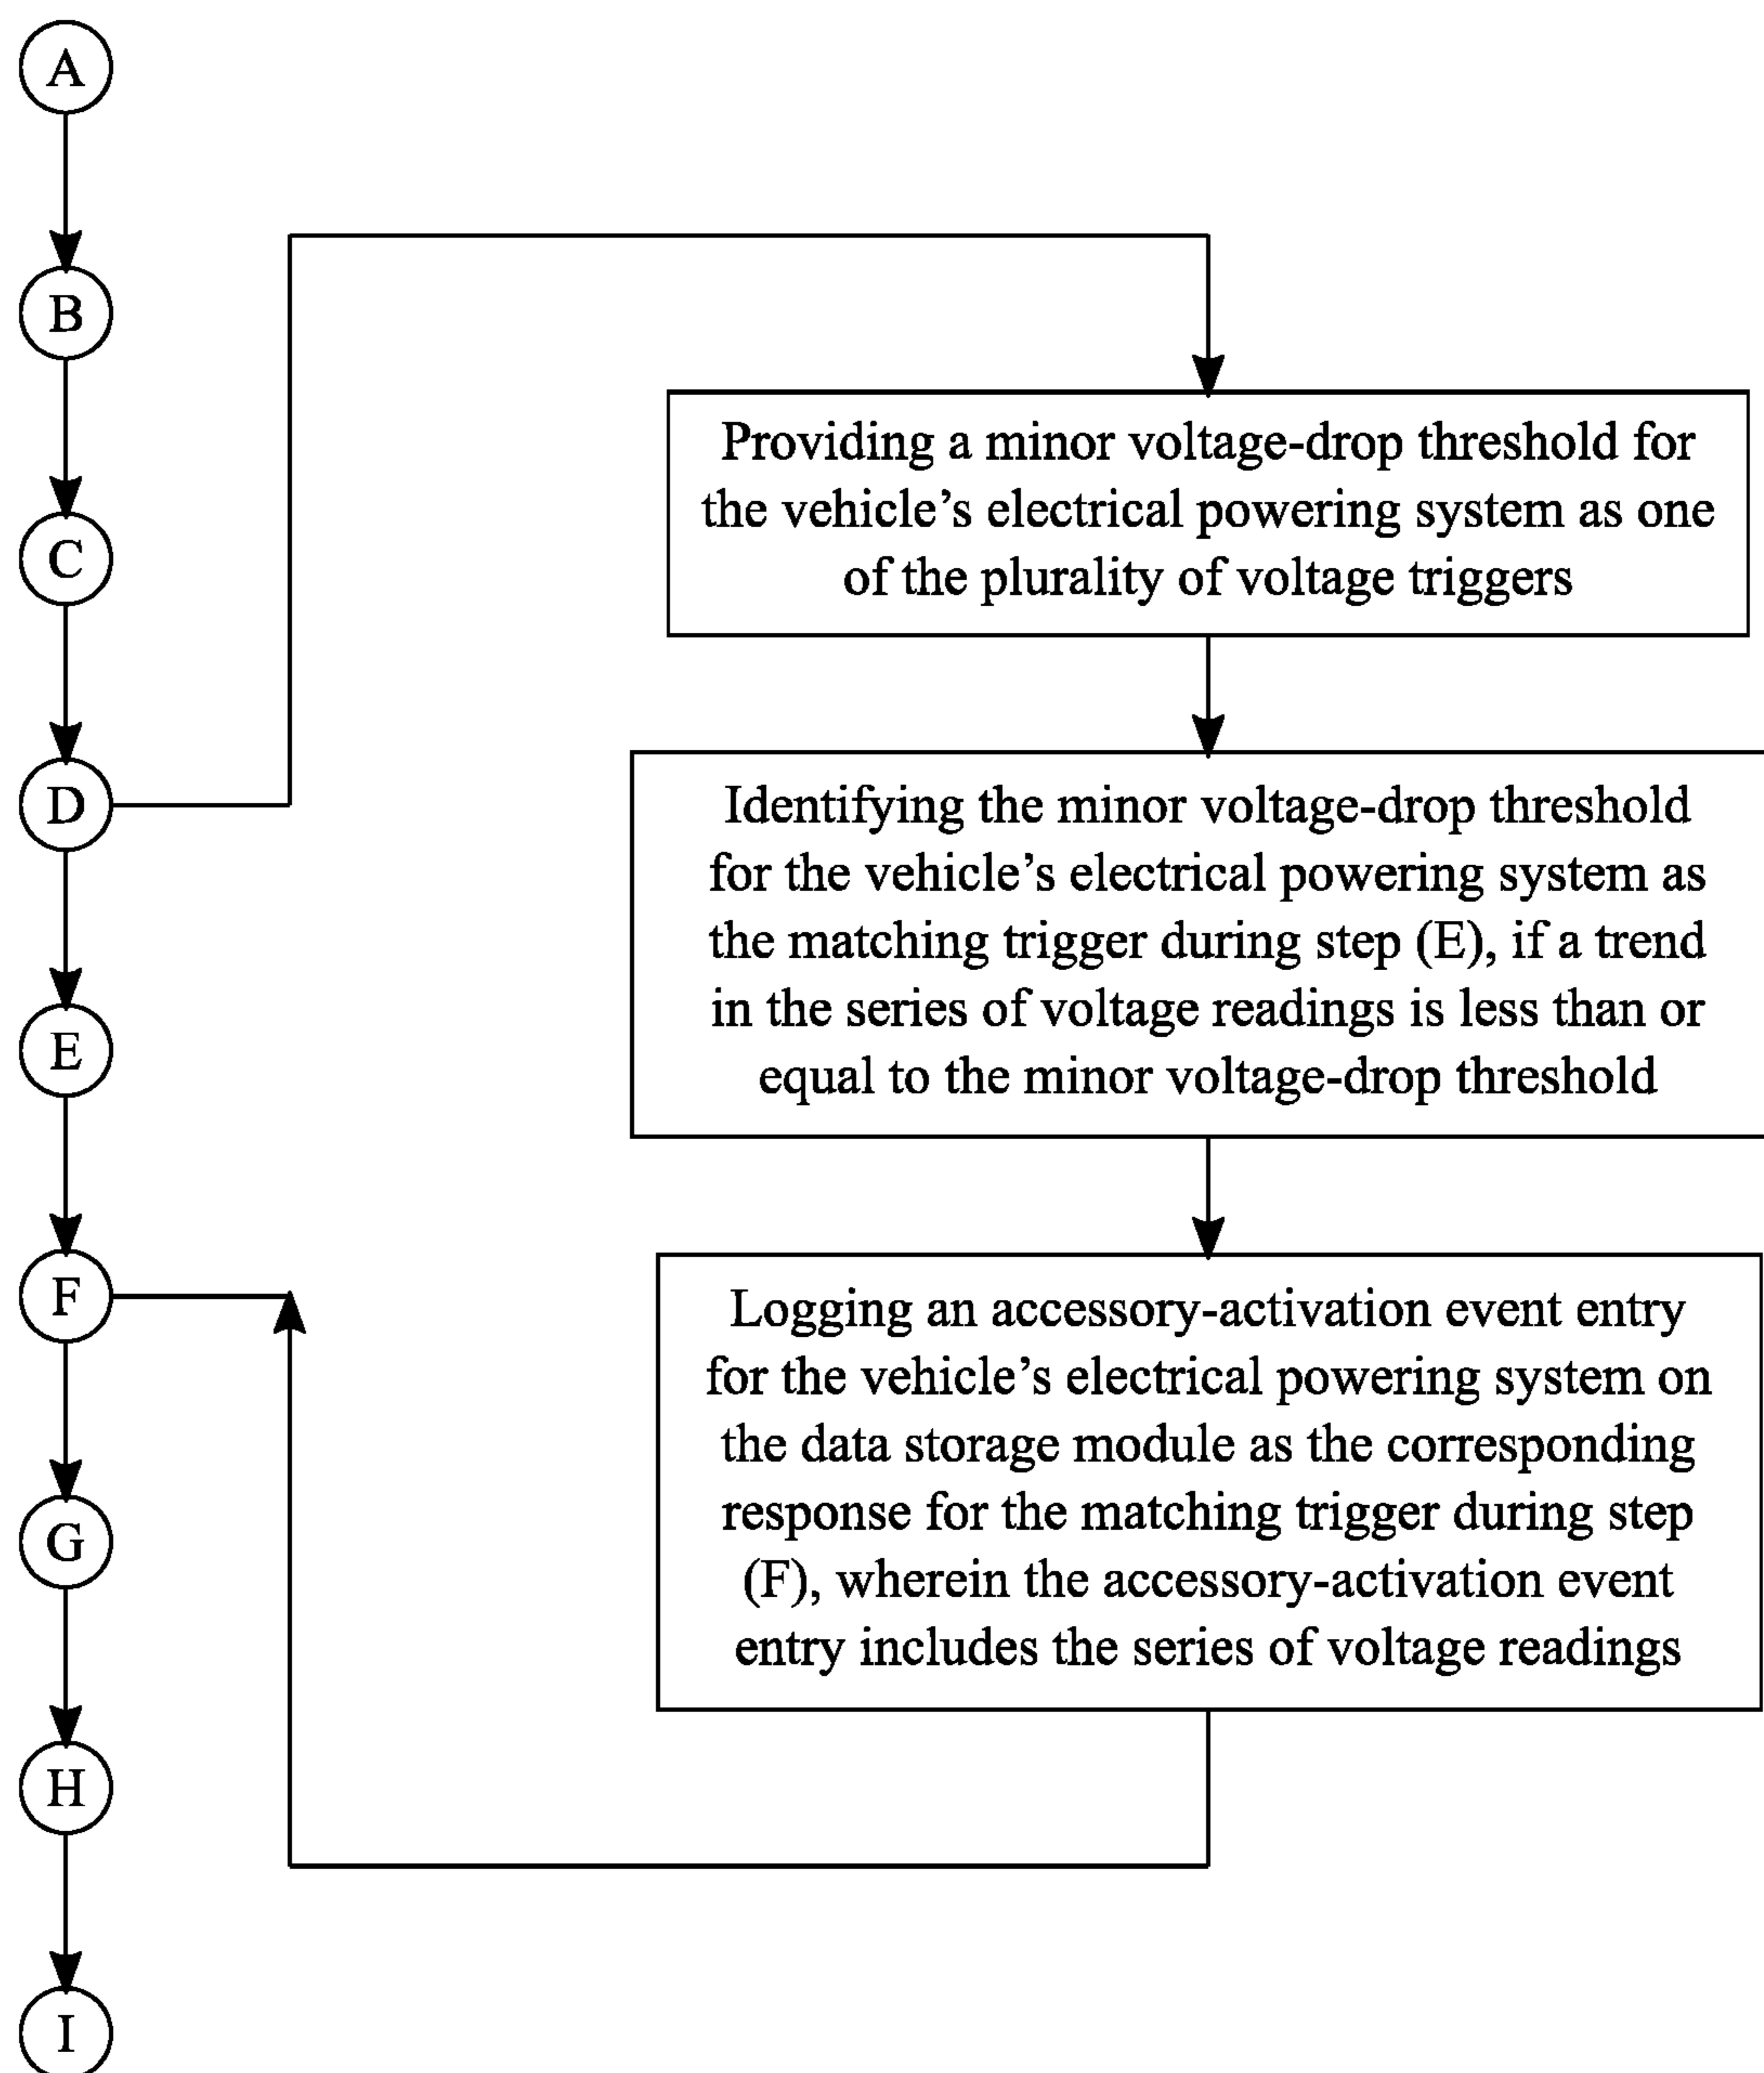 A
B
C
D
E
F
G
H
I
Providing a minor voltage-drop threshold for
the vehicle’s electrical powering system as one
of the plurality of voltage triggers
Identifying the minor voltage-drop threshold
for the vehicle’s electrical powering system as
the matching trigger during step (E), if a trend
in the series of voltage readings is less than or
equal to the minor voltage-drop threshold
Logging an accessory-activation event entry
for the vehicle’s electrical powering system on
the data storage module as the corresponding
response for the matching trigger during step
(F), wherein the accessory-activation event
entry includes the series of voltage readings